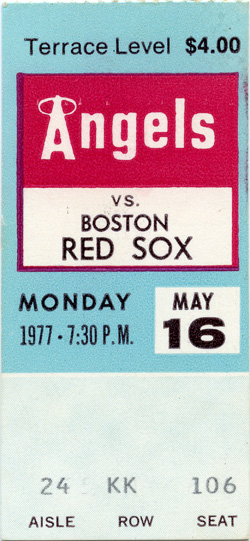 Terrace Level $4.00
Angels
VS.
BOSTON
RED SOX
MONDAY MAY
1977 • 7:30 P.M. 16
24 KK 106
AISLE ROW SEAT